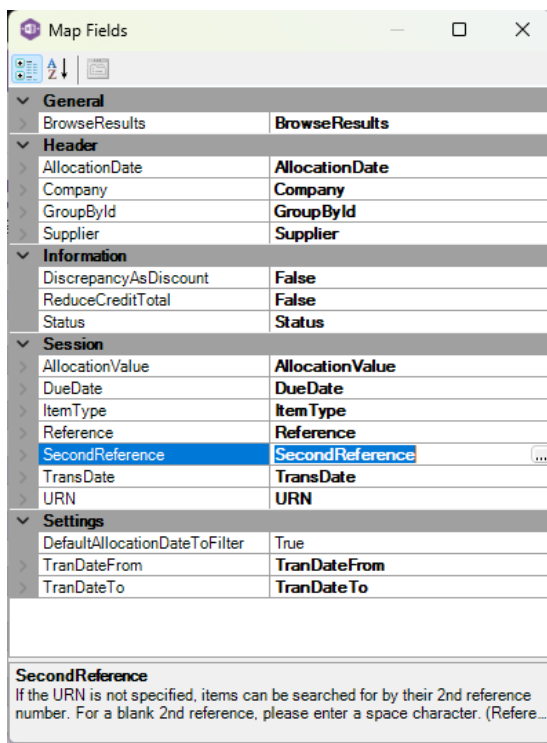 Map Fields
General
BrowseResults BrowseResults
Header
AllocationDate AllocationDate
Company Company
GroupById GroupById
Supplier Supplier
Information
DiscrepancyAsDiscount False
ReduceCreditTotal False
Status Status
Session
AllocationValue AllocationValue
DueDate DueDate
ItemType ItemType
Reference Reference
SecondReference SecondReference ...
TransDate TransDate
URN URN
Settings
DefaultAllocationDateToFilter True
TranDateFrom TranDateFrom
TranDateTo TranDateTo
SecondReference
If the URN is not specified, items can be searched for by their 2nd reference
number. For a blank 2nd reference, please enter a space character. (Refere...